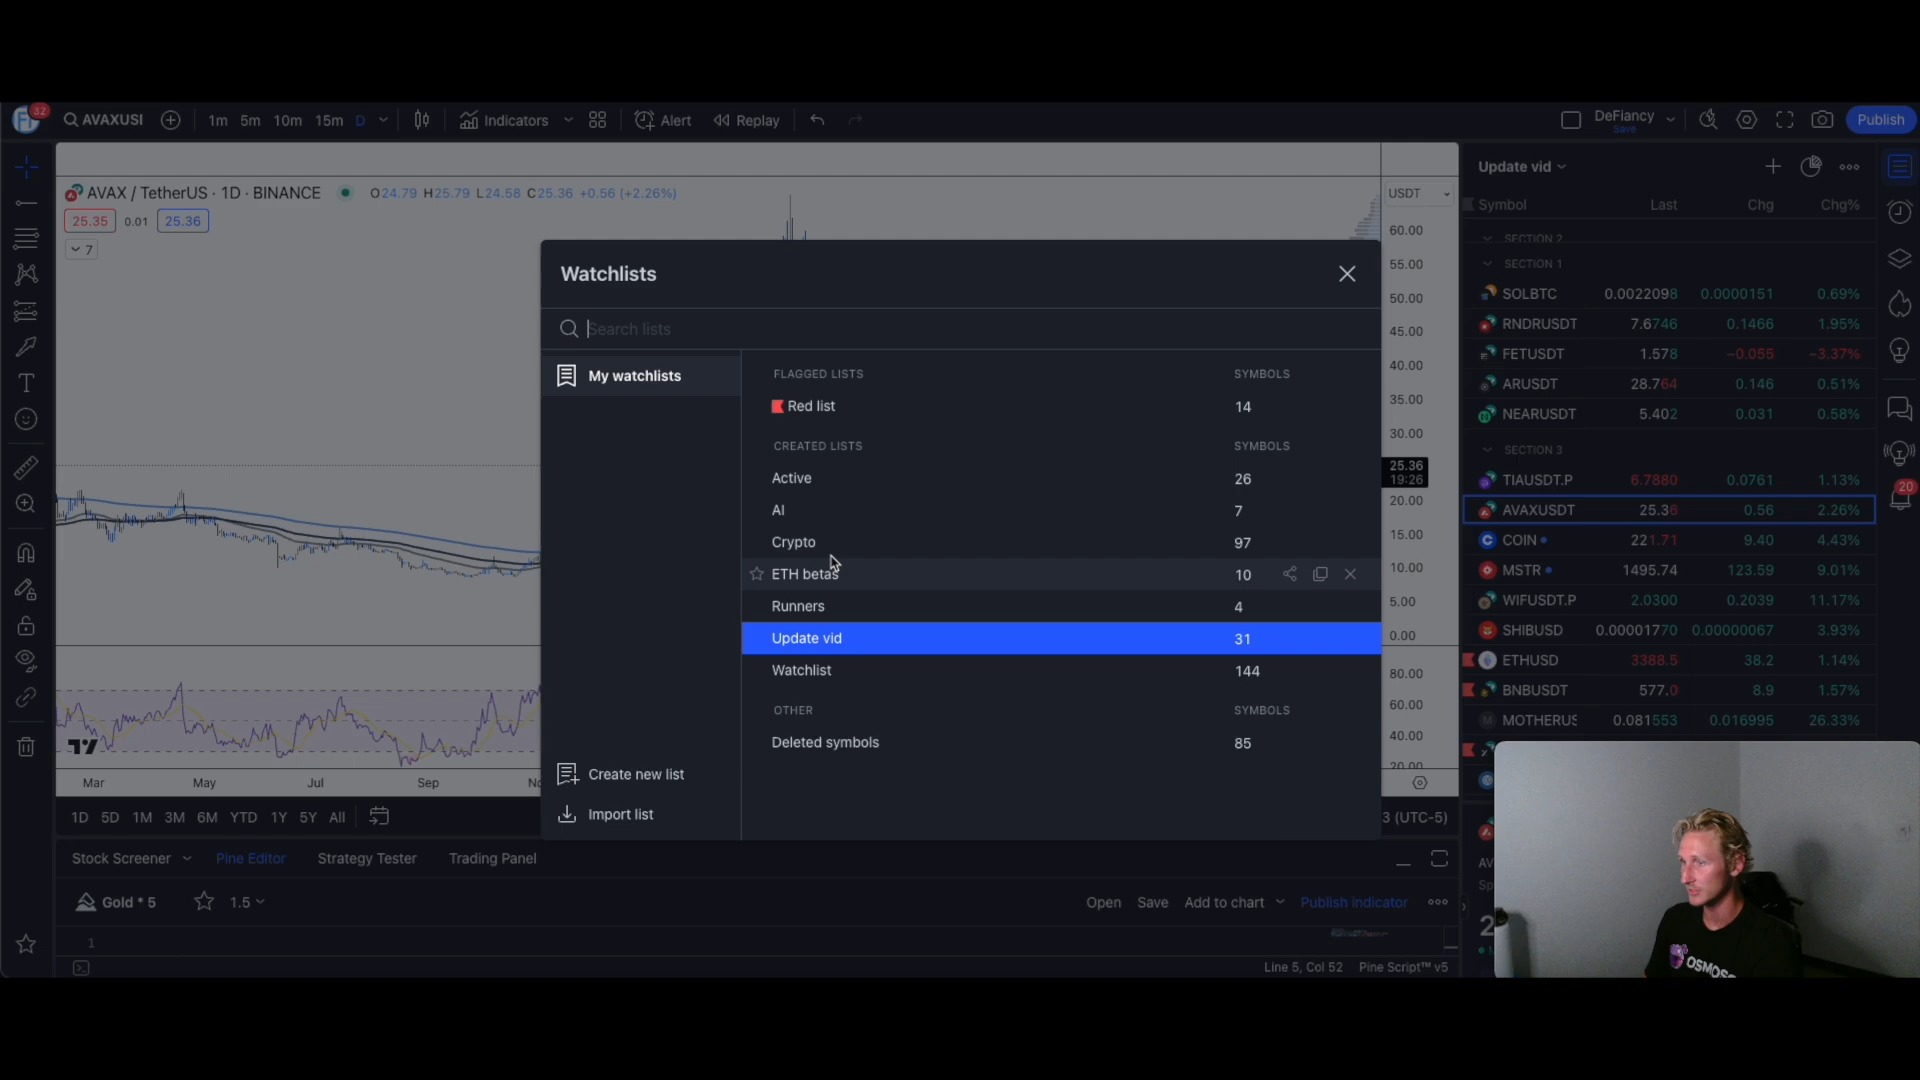 32
AVAXUSI
1m 5m 10m 15m D
Indicators
Alert
Replay
DeFiancy
Save
Publish
AVAX / TetherUS · 1D · BINANCE
O24.79 H25.79 L24.58 C25.36 +0.56 (+2.26%)
25.35 0.01 25.36
7
USDT
60.00
55.00
50.00
45.00
40.00
35.00
30.00
25.36
19:26
20.00
15.00
10.00
5.00
0.00
80.00
60.00
40.00
20.00
Mar May Jul Sep
1D 5D 1M 3M 6M YTD 1Y 5Y All
3 (UTC-5)
Watchlists
Search lists
My watchlists
FLAGGED LISTS SYMBOLS
Red list 14
CREATED LISTS SYMBOLS
Active 26
AI 7
Crypto 97
ETH betas 10
Runners 4
Update vid 31
Watchlist 144
OTHER SYMBOLS
Deleted symbols 85
Create new list
Import list
Update vid
Symbol Last Chg Chg%
SECTION 2
SECTION 1
SOLBTC 0.0022098 0.0000151 0.69%
RNDRUSDT 7.6746 0.1466 1.95%
FETUSDT 1.578 −0.055 −3.37%
ARUSDT 28.764 0.146 0.51%
NEARUSDT 5.402 0.031 0.58%
SECTION 3
TIAUSDT.P 6.7880 0.0761 1.13%
AVAXUSDT 25.36 0.56 2.26%
COIN 221.71 9.40 4.43%
MSTR 1495.74 123.59 9.01%
WIFUSDT.P 2.0300 0.2039 11.17%
SHIBUSD 0.00001770 0.00000067 3.93%
ETHUSD 3388.5 38.2 1.14%
BNBUSDT 577.0 8.9 1.57%
MOTHERUS 0.081553 0.016995 26.33%
20
Stock Screener Pine Editor Strategy Tester Trading Panel
Gold * 5 1.5
Open Save Add to chart Publish indicator
1
Line 5, Col 52 Pine Script™ v5